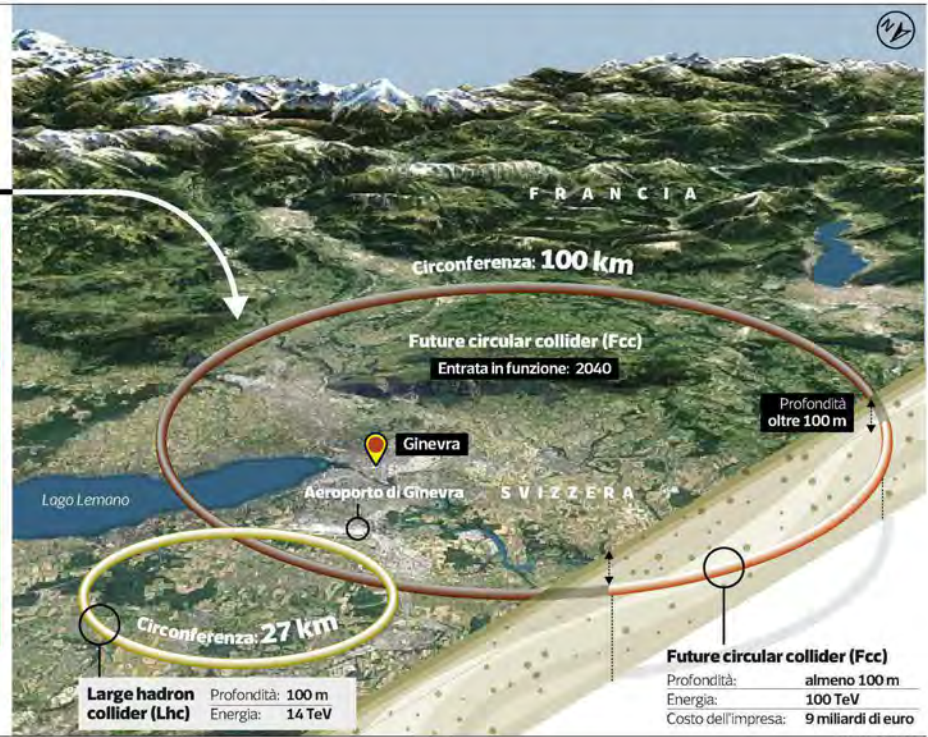 N
FRANCIA
Circonferenza: 100 km
Future circular collider (Fcc)
Entrata in funzione: 2040
Profondità
oltre 100 m
Ginevra
Lago Lemano
Aeroporto di Ginevra
SVIZZERA
Circonferenza: 27 km
Large hadron
collider (Lhc)
Profondità: 100 m
Energia: 14 TeV
Future circular collider (Fcc)
Profondità: almeno 100 m
Energia: 100 TeV
Costo dell'impresa: 9 miliardi di euro